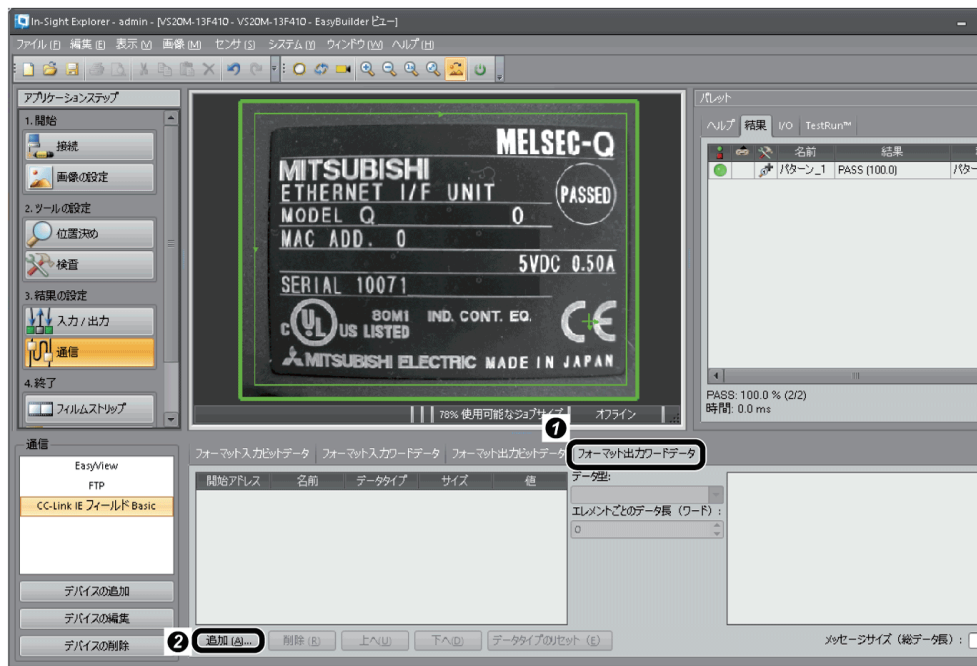 In-Sight Explorer - admin - [VS20M-13F410 - VS20M-13F410 - EasyBuilder ビュー]
ファイル(F) 編集(E) 表示(V) 画像(M) センサ(S) システム(Y) ウィンドウ(W) ヘルプ(H)
アプリケーションステップ
1. 開始
接続
画像の設定
2. ツールの設定
位置決め
検査
3. 結果の設定
入力/出力
通信
4. 終了
フィルムストリップ
MELSEC-Q
MITSUBISHI
ETHERNET I/F UNIT
PASSED
MODEL Q 0
MAC ADD. 0
5VDC 0.50A
SERIAL 10071
C UL US LISTED
80M1 IND. CONT. EQ.
CE
MITSUBISHI ELECTRIC MADE IN JAPAN
78% 使用可能なジョブサイズ オフライン
パレット
ヘルプ 結果 I/O TestRun™
名前 結果
パターン_1 PASS (100.0) パター
PASS: 100.0 % (2/2)
時間: 0.0 ms
通信
EasyView
FTP
CC-Link IE フィールド Basic
デバイスの追加
デバイスの編集
デバイスの削除
1
フォーマット入力ビットデータ フォーマット入力ワードデータ フォーマット出力ビットデータ フォーマット出力ワードデータ
開始アドレス 名前 データタイプ サイズ 値
データ型:
エレメントごとのデータ長 (ワード) :
0
2
追加 (A)... 削除 (R) 上へ(U) 下へ(D) データタイプのリセット (E)
メッセージサイズ (総データ長) :